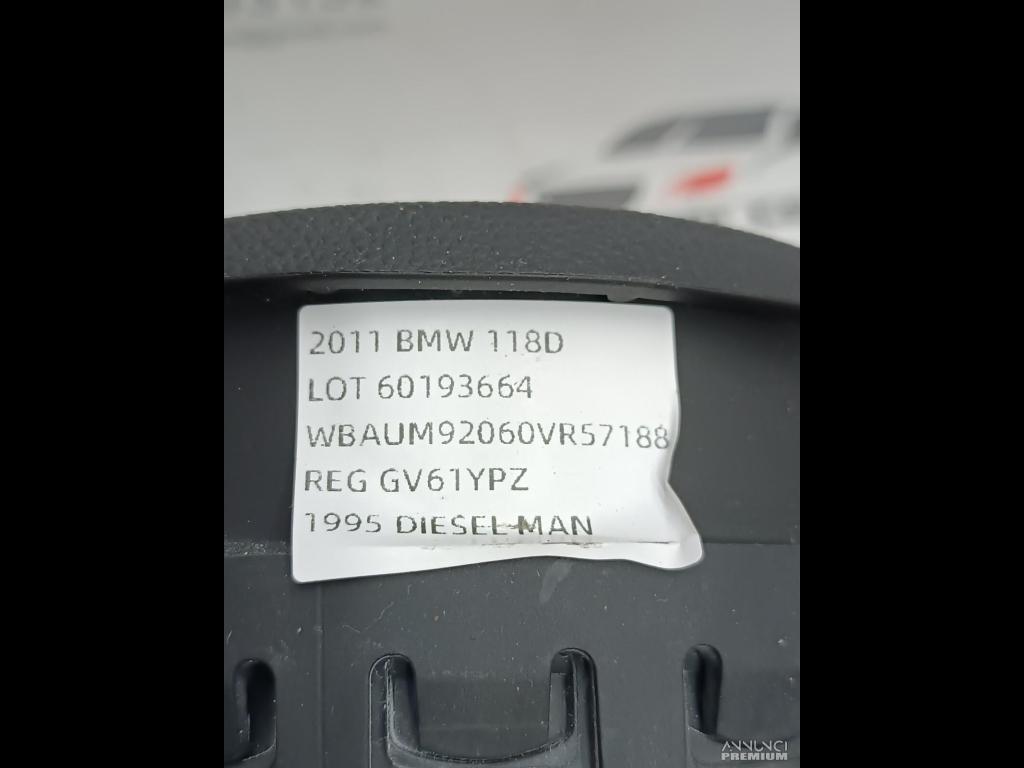 2011 BMW 118D
LOT 60193664
WBAUM92060VR57188
REG GV61YPZ
1995 DIESEL MAN
ANNUNCI
PREMIUM